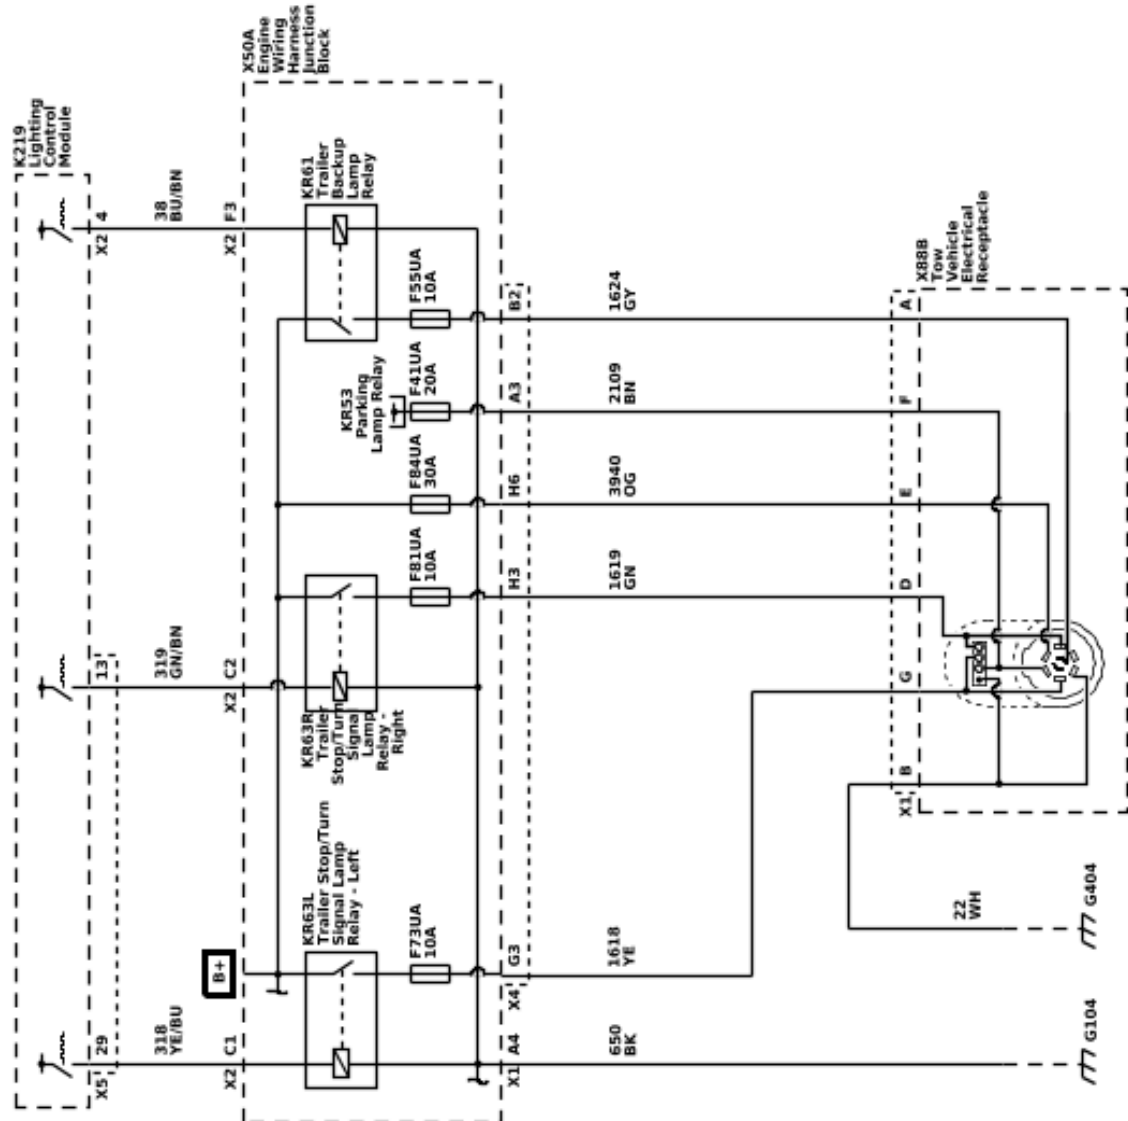 K219
Lighting
Control
Module
X5
29
13
X2
4
318
YE/BU
319
GN/BN
38
BU/BN
X2
C1
X2
C2
X2
F3
X50A
Engine
Wiring
Harness
Junction
Block
B+
KR63L
Trailer Stop/Turn
Signal Lamp
Relay - Left
KR63R
Trailer
Stop/Turn
Signal
Lamp
Relay -
Right
KR61
Trailer
Backup
Lamp
Relay
KR53
Parking
Lamp Relay
F73UA
10A
F81UA
10A
F84UA
30A
F41UA
20A
F55UA
10A
X1
A4
X4
G3
H3
H6
A3
B2
650
BK
1618
YE
1619
GN
3940
OG
2109
BN
1624
GY
X1
B
G
D
E
F
A
X88B
Tow
Vehicle
Electrical
Receptacle
22
WH
G104
G404